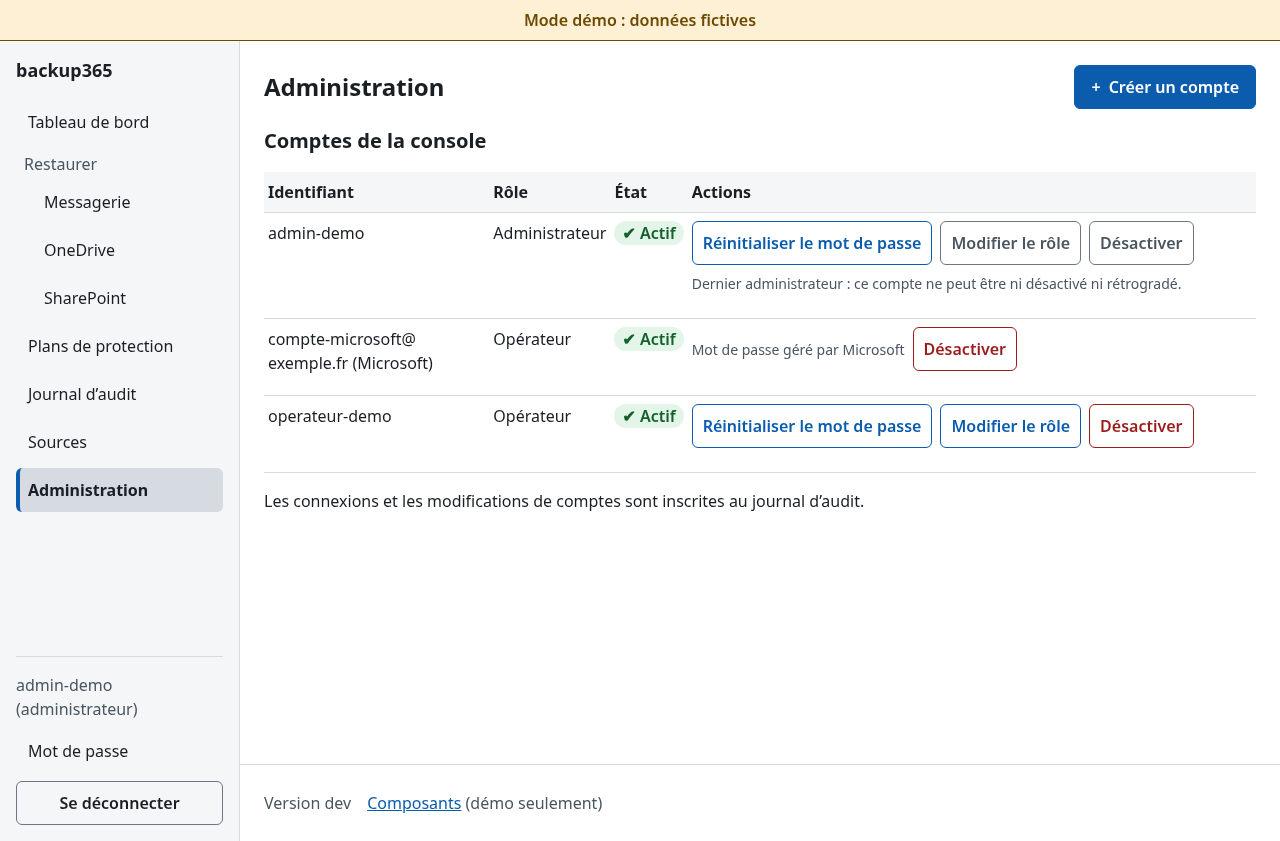 Mode démo : données fictives
backup365
Tableau de bord
Restaurer
Messagerie
OneDrive
SharePoint
Plans de protection
Journal d’audit
Sources
Administration
admin-demo
(administrateur)
Mot de passe
Se déconnecter
Administration
+ Créer un compte
Comptes de la console
Identifiant Rôle État Actions
admin-demo Administrateur ✔ Actif Réinitialiser le mot de passe Modifier le rôle Désactiver
Dernier administrateur : ce compte ne peut être ni désactivé ni rétrogradé.
compte-microsoft@
exemple.fr (Microsoft) Opérateur ✔ Actif Mot de passe géré par Microsoft Désactiver
operateur-demo Opérateur ✔ Actif Réinitialiser le mot de passe Modifier le rôle Désactiver
Les connexions et les modifications de comptes sont inscrites au journal d’audit.
Version dev Composants (démo seulement)